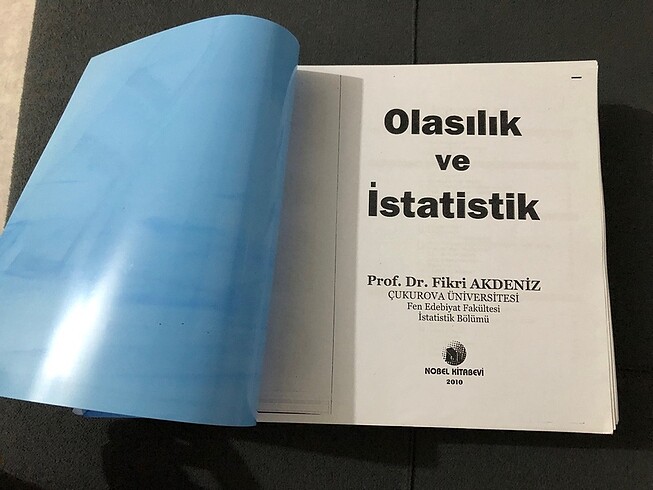 Olasılık
ve
İstatistik
Prof. Dr. Fikri AKDENİZ
ÇUKUROVA ÜNİVERSİTESİ
Fen Edebiyat Fakültesi
İstatistik Bölümü
NOBEL KİTABEVİ
2010